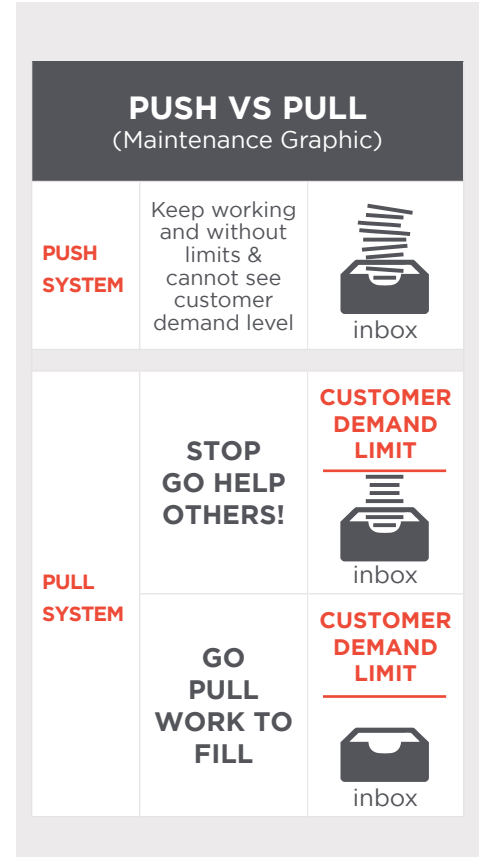 PUSH VS PULL
(Maintenance Graphic)
PUSH
SYSTEM
Keep working
and without
limits &
cannot see
customer
demand level
inbox
PULL
SYSTEM
STOP
GO HELP
OTHERS!
CUSTOMER
DEMAND
LIMIT
inbox
GO
PULL
WORK TO
FILL
CUSTOMER
DEMAND
LIMIT
inbox